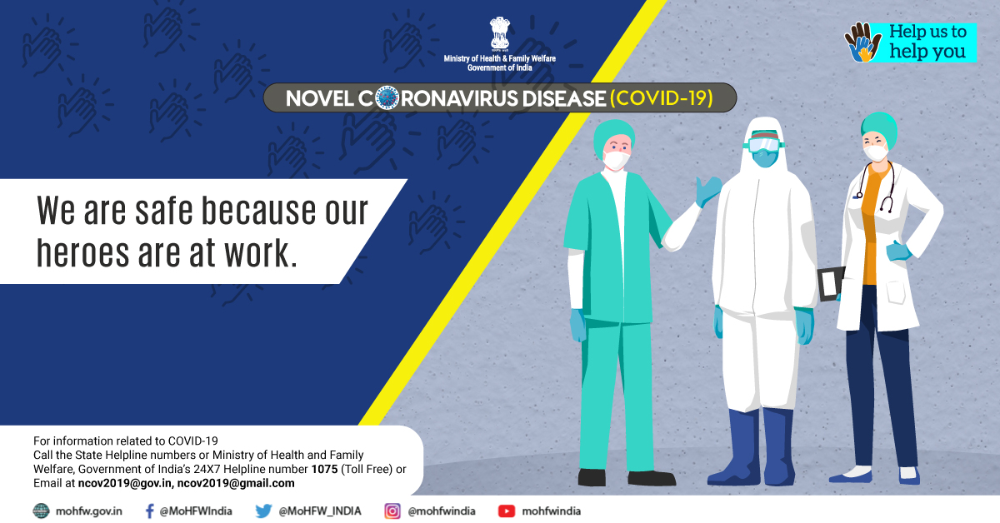 Ministry of Health & Family Welfare
Government of India
Help us to
help you
NOVEL CORONAVIRUS DISEASE (COVID-19)
We are safe because our
heroes are at work.
For information related to COVID-19
Call the State Helpline numbers or Ministry of Health and Family
Welfare, Government of India's 24X7 Helpline number 1075 (Toll Free) or
Email at ncov2019@gov.in, ncov2019@gmail.com
mohfw.gov.in @MoHFWIndia @MoHFW_INDIA @mohfwindia mohfwindia